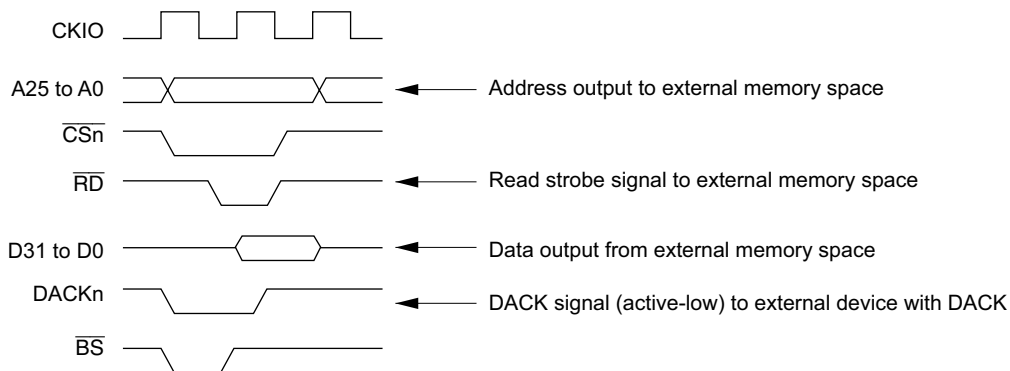 CKIO
A25 to A0 Address output to external memory space
CSn
RD Read strobe signal to external memory space
D31 to D0 Data output from external memory space
DACKn DACK signal (active-low) to external device with DACK
BS